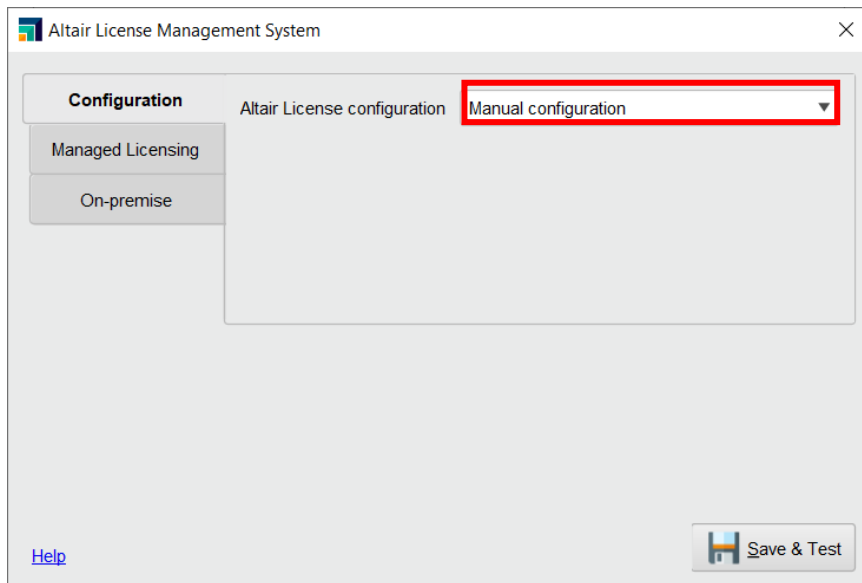 Altair License Management System
Configuration
Altair License configuration
Manual configuration
Managed Licensing
On-premise
Help
Save & Test